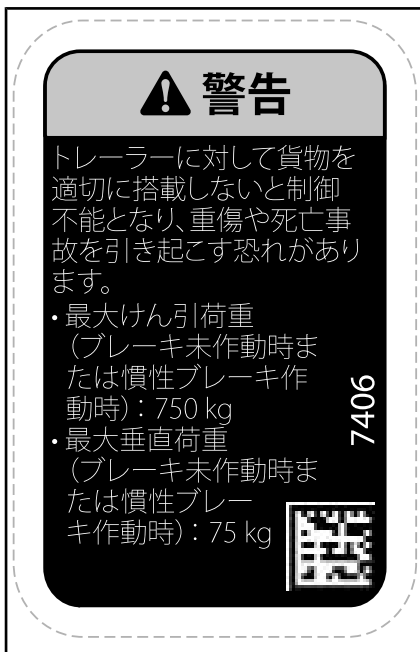 警告
トレーラーに対して貨物を
適切に搭載しないと制御
不能となり、重傷や死亡事
故を引き起こす恐れがあり
ます。
• 最大けん引荷重
（ブレーキ未作動時ま
たは慣性ブレーキ作
動時）：750 kg
• 最大垂直荷重
（ブレーキ未作動時ま
たは慣性ブレー
キ作動時）：75 kg
7406